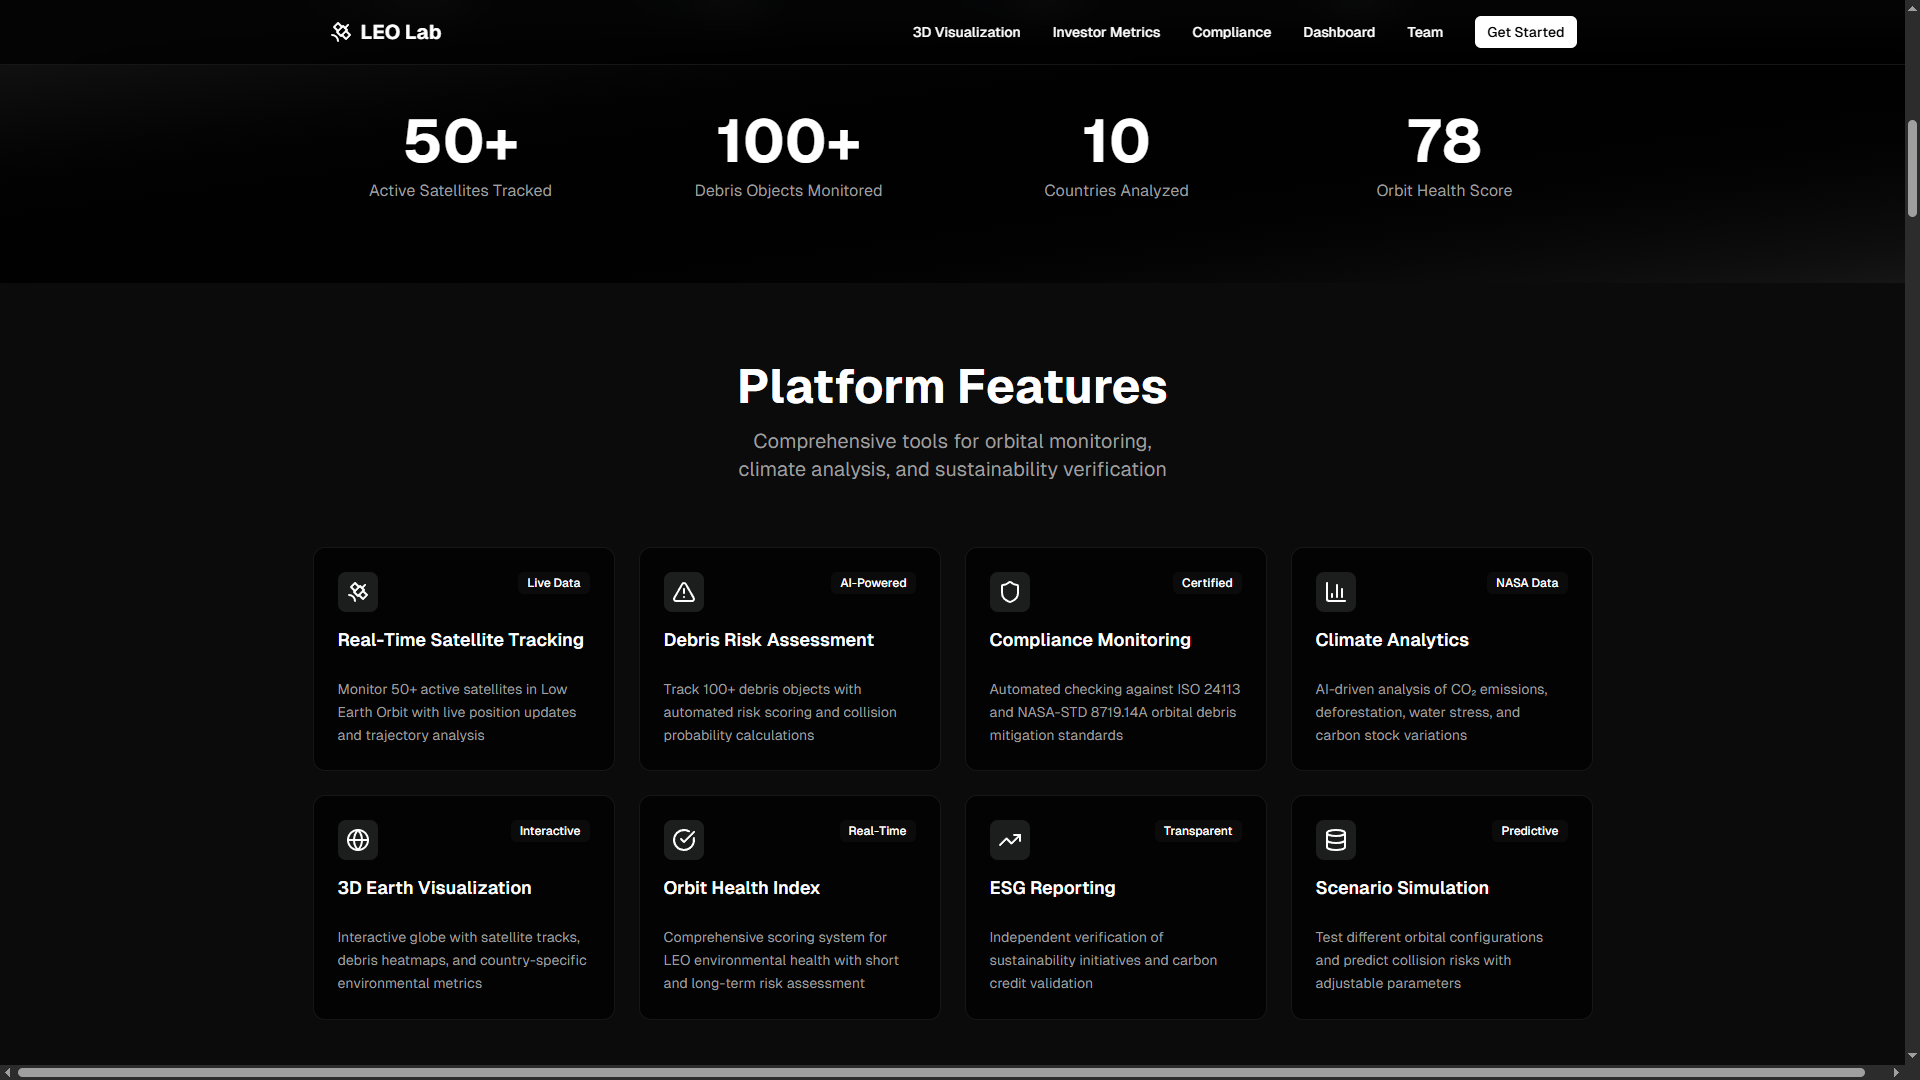 LEO Lab
3D Visualization
Investor Metrics
Compliance
Dashboard
Team
Get Started
50+
Active Satellites Tracked
100+
Debris Objects Monitored
10
Countries Analyzed
78
Orbit Health Score
Platform Features
Comprehensive tools for orbital monitoring,
climate analysis, and sustainability verification
Live Data
Real-Time Satellite Tracking
Monitor 50+ active satellites in Low
Earth Orbit with live position updates
and trajectory analysis
AI-Powered
Debris Risk Assessment
Track 100+ debris objects with
automated risk scoring and collision
probability calculations
Certified
Compliance Monitoring
Automated checking against ISO 24113
and NASA-STD 8719.14A orbital debris
mitigation standards
NASA Data
Climate Analytics
AI-driven analysis of CO₂ emissions,
deforestation, water stress, and
carbon stock variations
Interactive
3D Earth Visualization
Interactive globe with satellite tracks,
debris heatmaps, and country-specific
environmental metrics
Real-Time
Orbit Health Index
Comprehensive scoring system for
LEO environmental health with short
and long-term risk assessment
Transparent
ESG Reporting
Independent verification of
sustainability initiatives and carbon
credit validation
Predictive
Scenario Simulation
Test different orbital configurations
and predict collision risks with
adjustable parameters